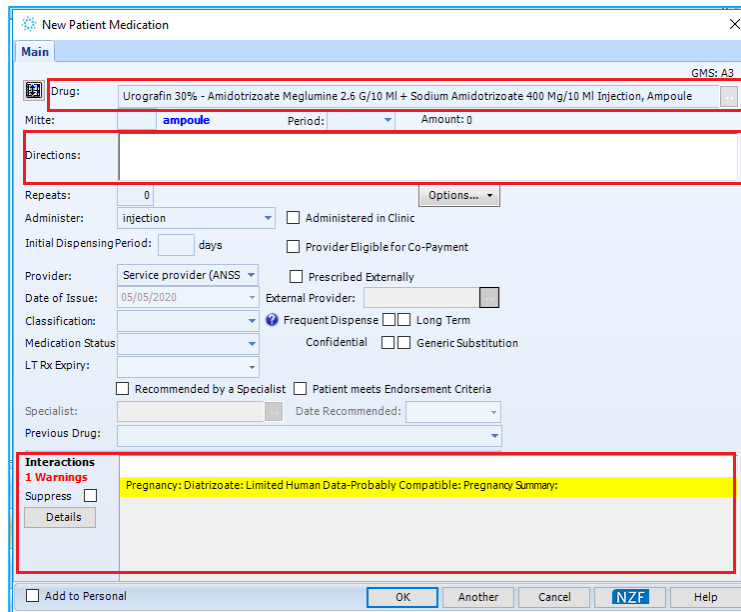 New Patient Medication
Main
GMS: A3
Drug: Urografin 30% - Amidotrizoate Meglumine 2.6 G/10 Ml + Sodium Amidotrizoate 400 Mg/10 Ml Injection, Ampoule
Mitte: ampoule Period: Amount: 0
Directions:
Repeats: 0 Options...
Administer: injection Administered in Clinic
Initial Dispensing Period: days Provider Eligible for Co-Payment
Provider: Service provider (ANSS Prescribed Externally
Date of Issue: 05/05/2020 External Provider: ...
Classification: ? Frequent Dispense Long Term
Medication Status Confidential Generic Substitution
LT Rx Expiry:
Recommended by a Specialist Patient meets Endorsement Criteria
Specialist: ... Date Recommended:
Previous Drug:
Interactions
1 Warnings
Pregnancy: Diatrizoate: Limited Human Data-Probably Compatible: Pregnancy Summary:
Suppress
Details
Add to Personal OK Another Cancel NZF Help